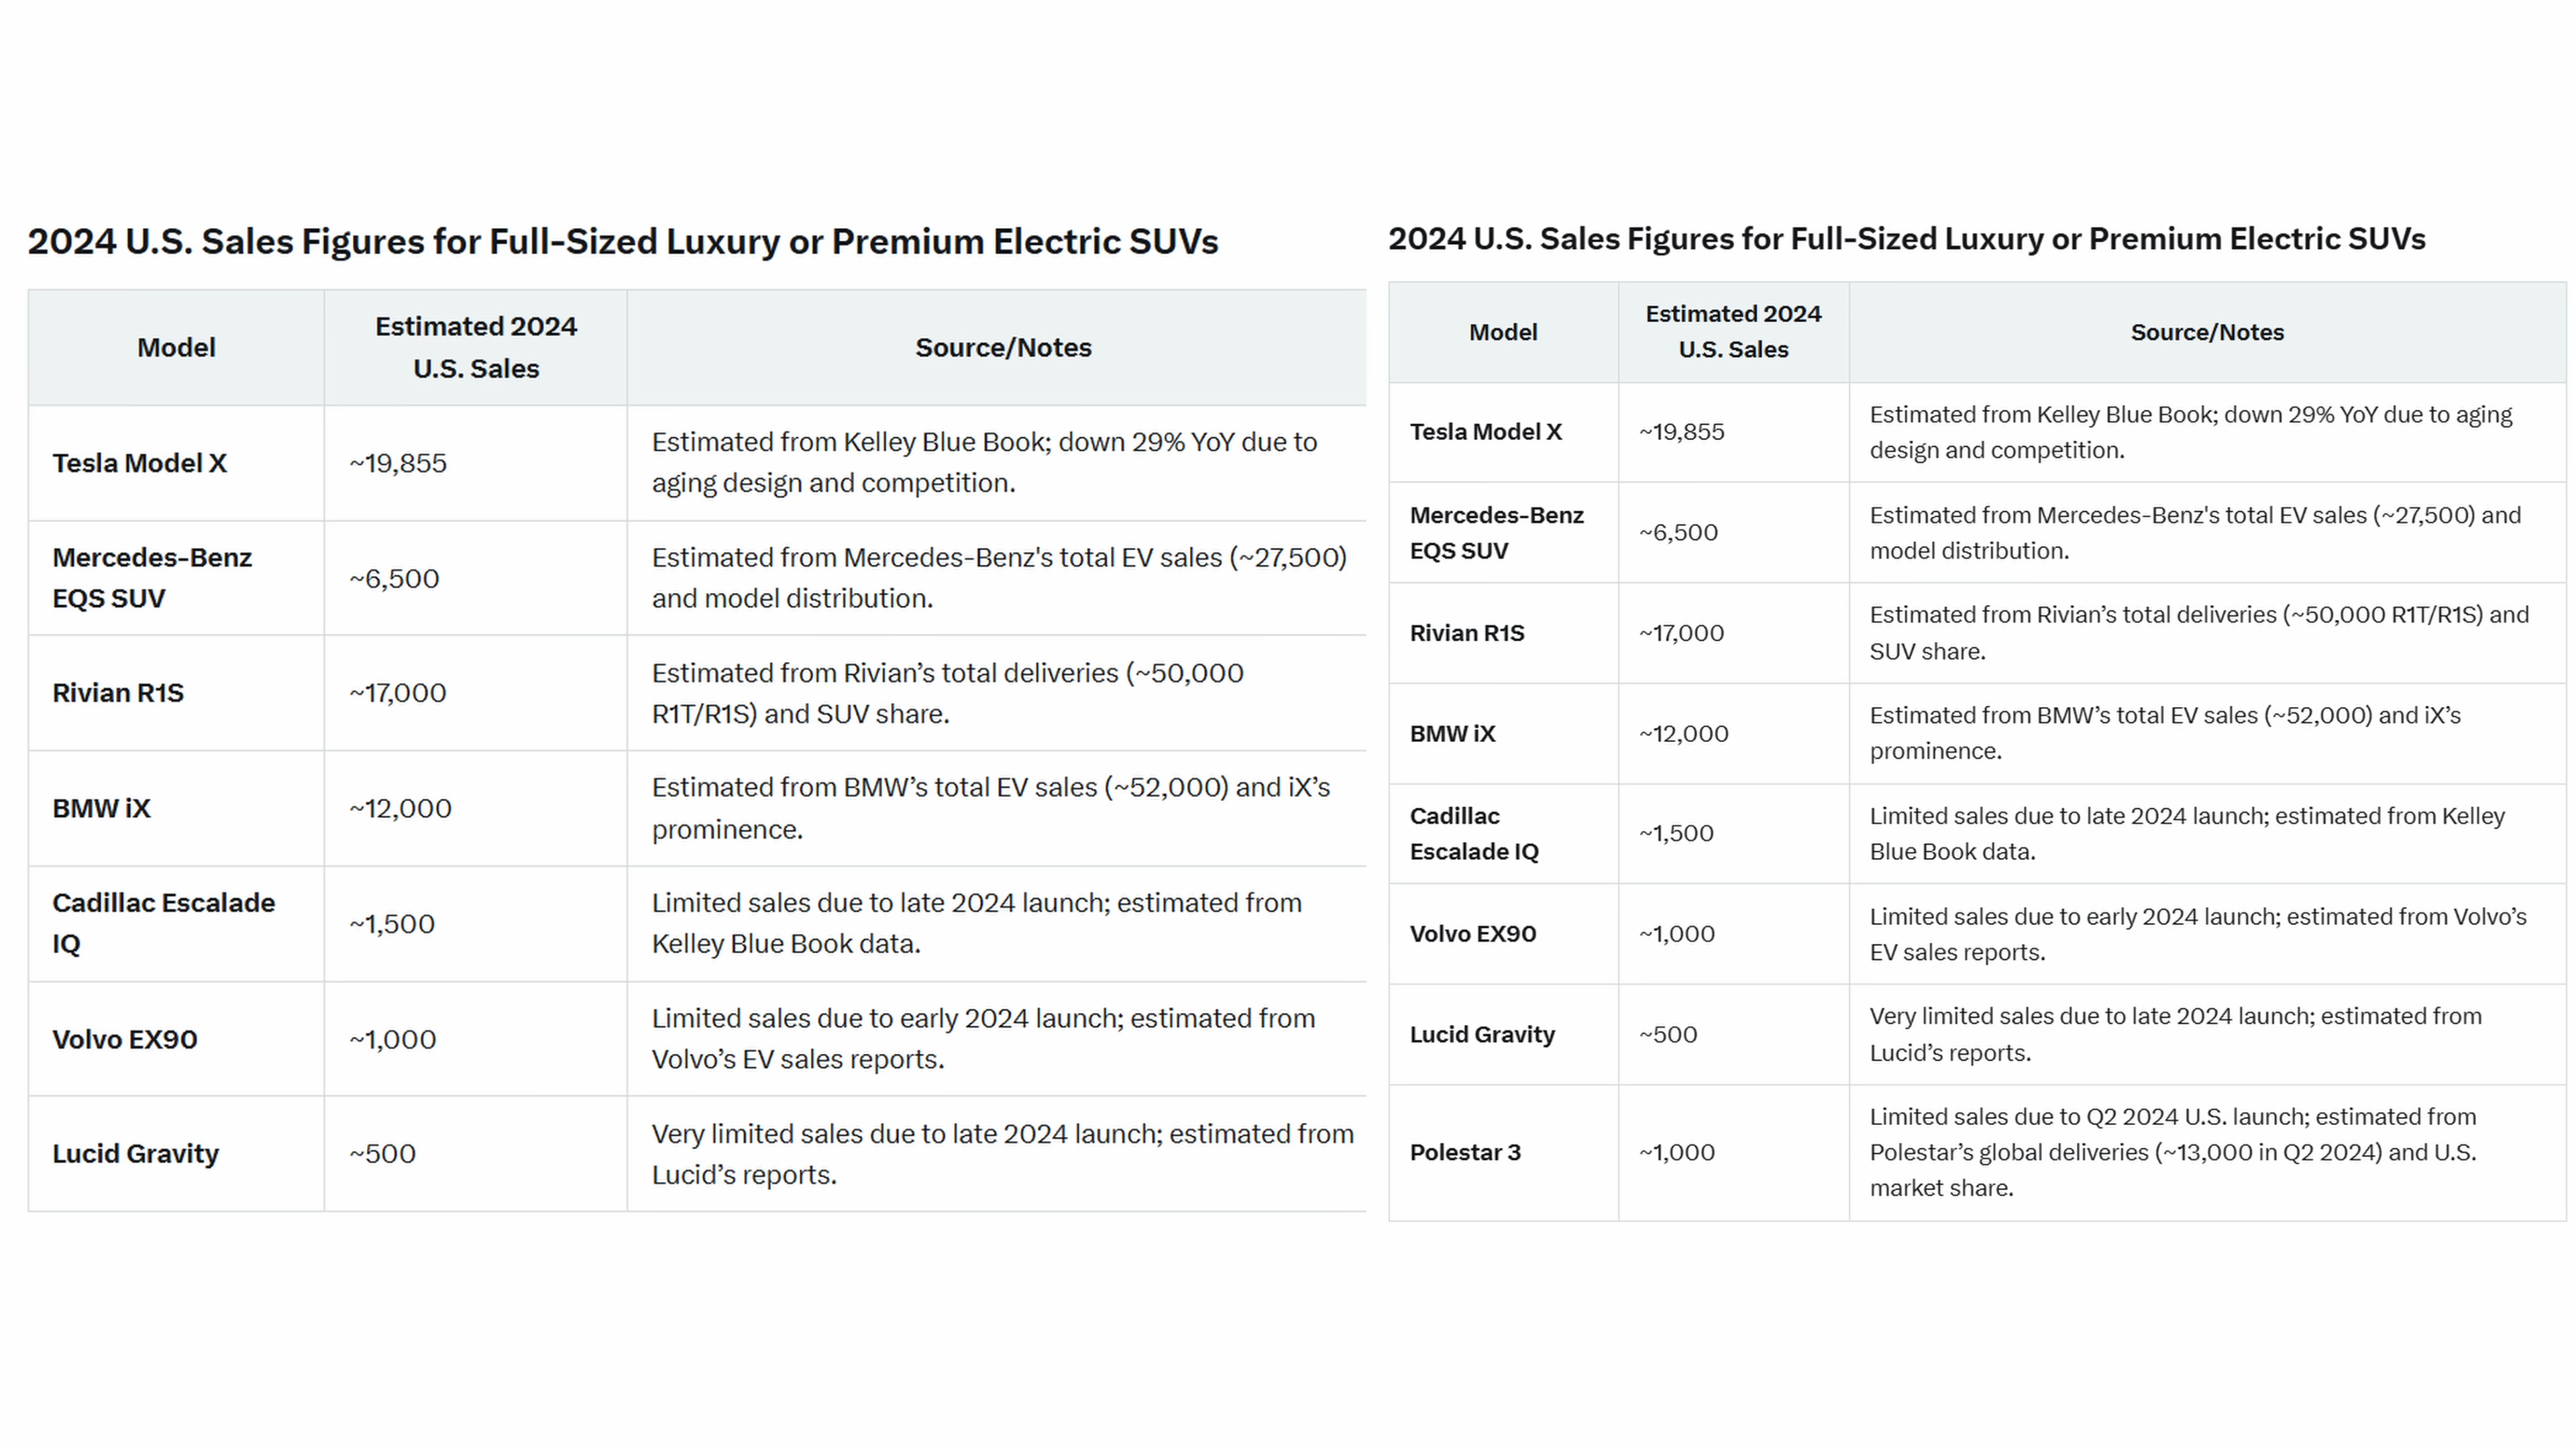 2024 U.S. Sales Figures for Full-Sized Luxury or Premium Electric SUVs
Model
Estimated 2024
U.S. Sales
Source/Notes
Tesla Model X
~19,855
Estimated from Kelley Blue Book; down 29% YoY due to
aging design and competition.
Mercedes-Benz
EQS SUV
~6,500
Estimated from Mercedes-Benz's total EV sales (~27,500)
and model distribution.
Rivian R1S
~17,000
Estimated from Rivian’s total deliveries (~50,000
R1T/R1S) and SUV share.
BMW iX
~12,000
Estimated from BMW’s total EV sales (~52,000) and iX’s
prominence.
Cadillac Escalade
IQ
~1,500
Limited sales due to late 2024 launch; estimated from
Kelley Blue Book data.
Volvo EX90
~1,000
Limited sales due to early 2024 launch; estimated from
Volvo’s EV sales reports.
Lucid Gravity
~500
Very limited sales due to late 2024 launch; estimated from
Lucid’s reports.
2024 U.S. Sales Figures for Full-Sized Luxury or Premium Electric SUVs
Model
Estimated 2024
U.S. Sales
Source/Notes
Tesla Model X
~19,855
Estimated from Kelley Blue Book; down 29% YoY due to aging
design and competition.
Mercedes-Benz
EQS SUV
~6,500
Estimated from Mercedes-Benz's total EV sales (~27,500) and
model distribution.
Rivian R1S
~17,000
Estimated from Rivian’s total deliveries (~50,000 R1T/R1S) and
SUV share.
BMW iX
~12,000
Estimated from BMW’s total EV sales (~52,000) and iX’s
prominence.
Cadillac
Escalade IQ
~1,500
Limited sales due to late 2024 launch; estimated from Kelley
Blue Book data.
Volvo EX90
~1,000
Limited sales due to early 2024 launch; estimated from Volvo’s
EV sales reports.
Lucid Gravity
~500
Very limited sales due to late 2024 launch; estimated from
Lucid’s reports.
Polestar 3
~1,000
Limited sales due to Q2 2024 U.S. launch; estimated from
Polestar’s global deliveries (~13,000 in Q2 2024) and U.S.
market share.